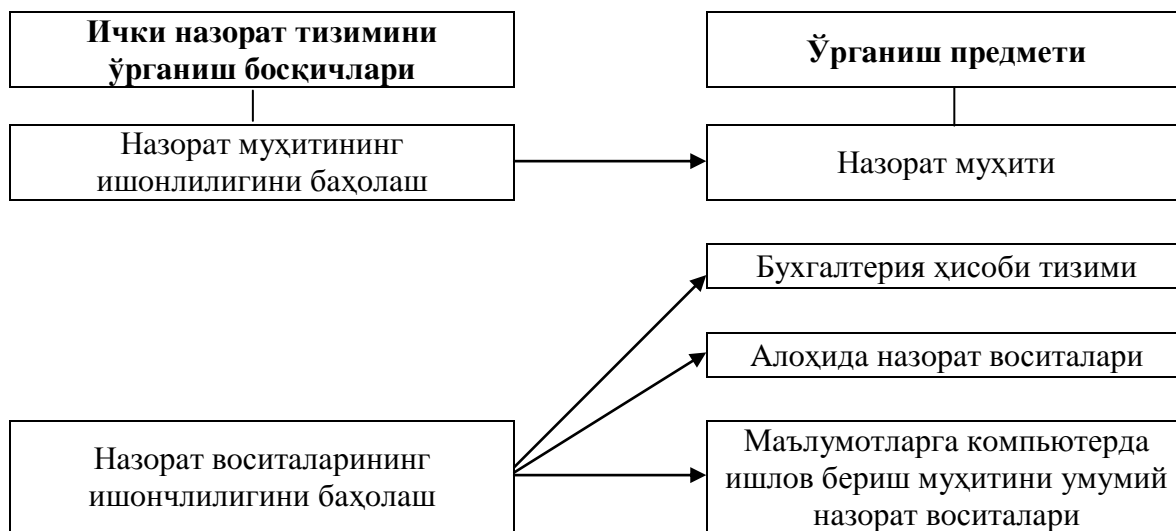 Ички назорат тизимини
ўрганиш босқичлари
Ўрганиш предмети
Назорат муҳитининг
ишонлилигини баҳолаш
Назорат муҳити
Бухгалтерия ҳисоби тизими
Алоҳида назорат воситалари
Назорат воситаларининг
ишончлилигини баҳолаш
Маълумотларга компьютерда
ишлов бериш муҳитини умумий
назорат воситалари